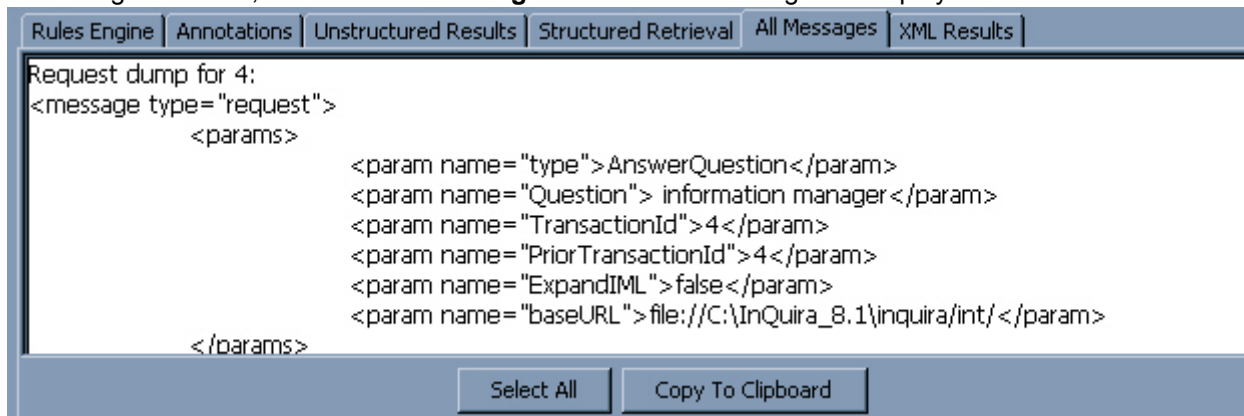 Rules Engine Annotations Unstructured Results Structured Retrieval All Messages XML Results
Request dump for 4:
<message type="request">
<params>
<param name="type">AnswerQuestion</param>
<param name="Question"> information manager</param>
<param name="TransactionId">4</param>
<param name="PriorTransactionId">4</param>
<param name="ExpandIML">false</param>
<param name="baseURL">file://C:\InQuira_8.1\inquira/int/</param>
</params>
Select All Copy To Clipboard